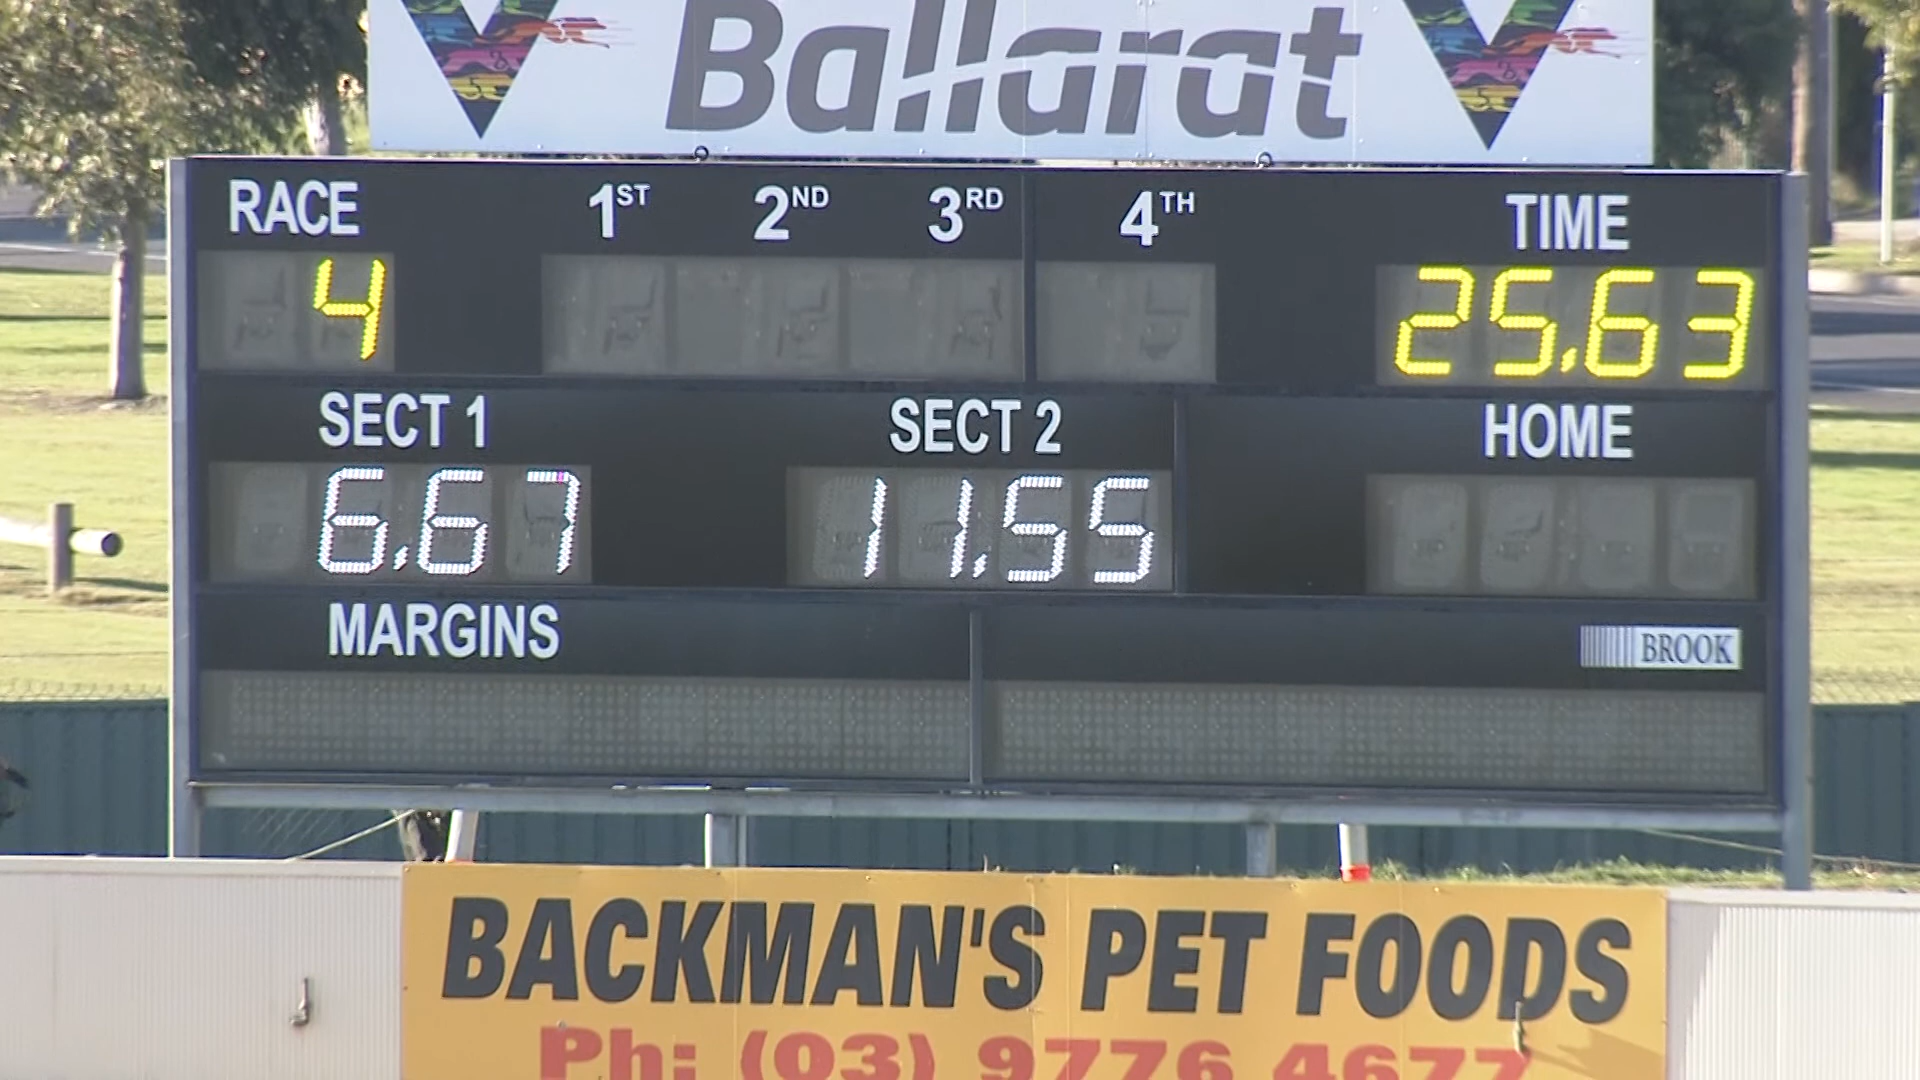 Ballarat
RACE 1ST 2ND 3RD 4TH TIME
4 25.63
SECT 1 SECT 2 HOME
6.67 11.55
MARGINS
BROOK
BACKMAN'S PET FOODS
Ph: (03) 9776 4677